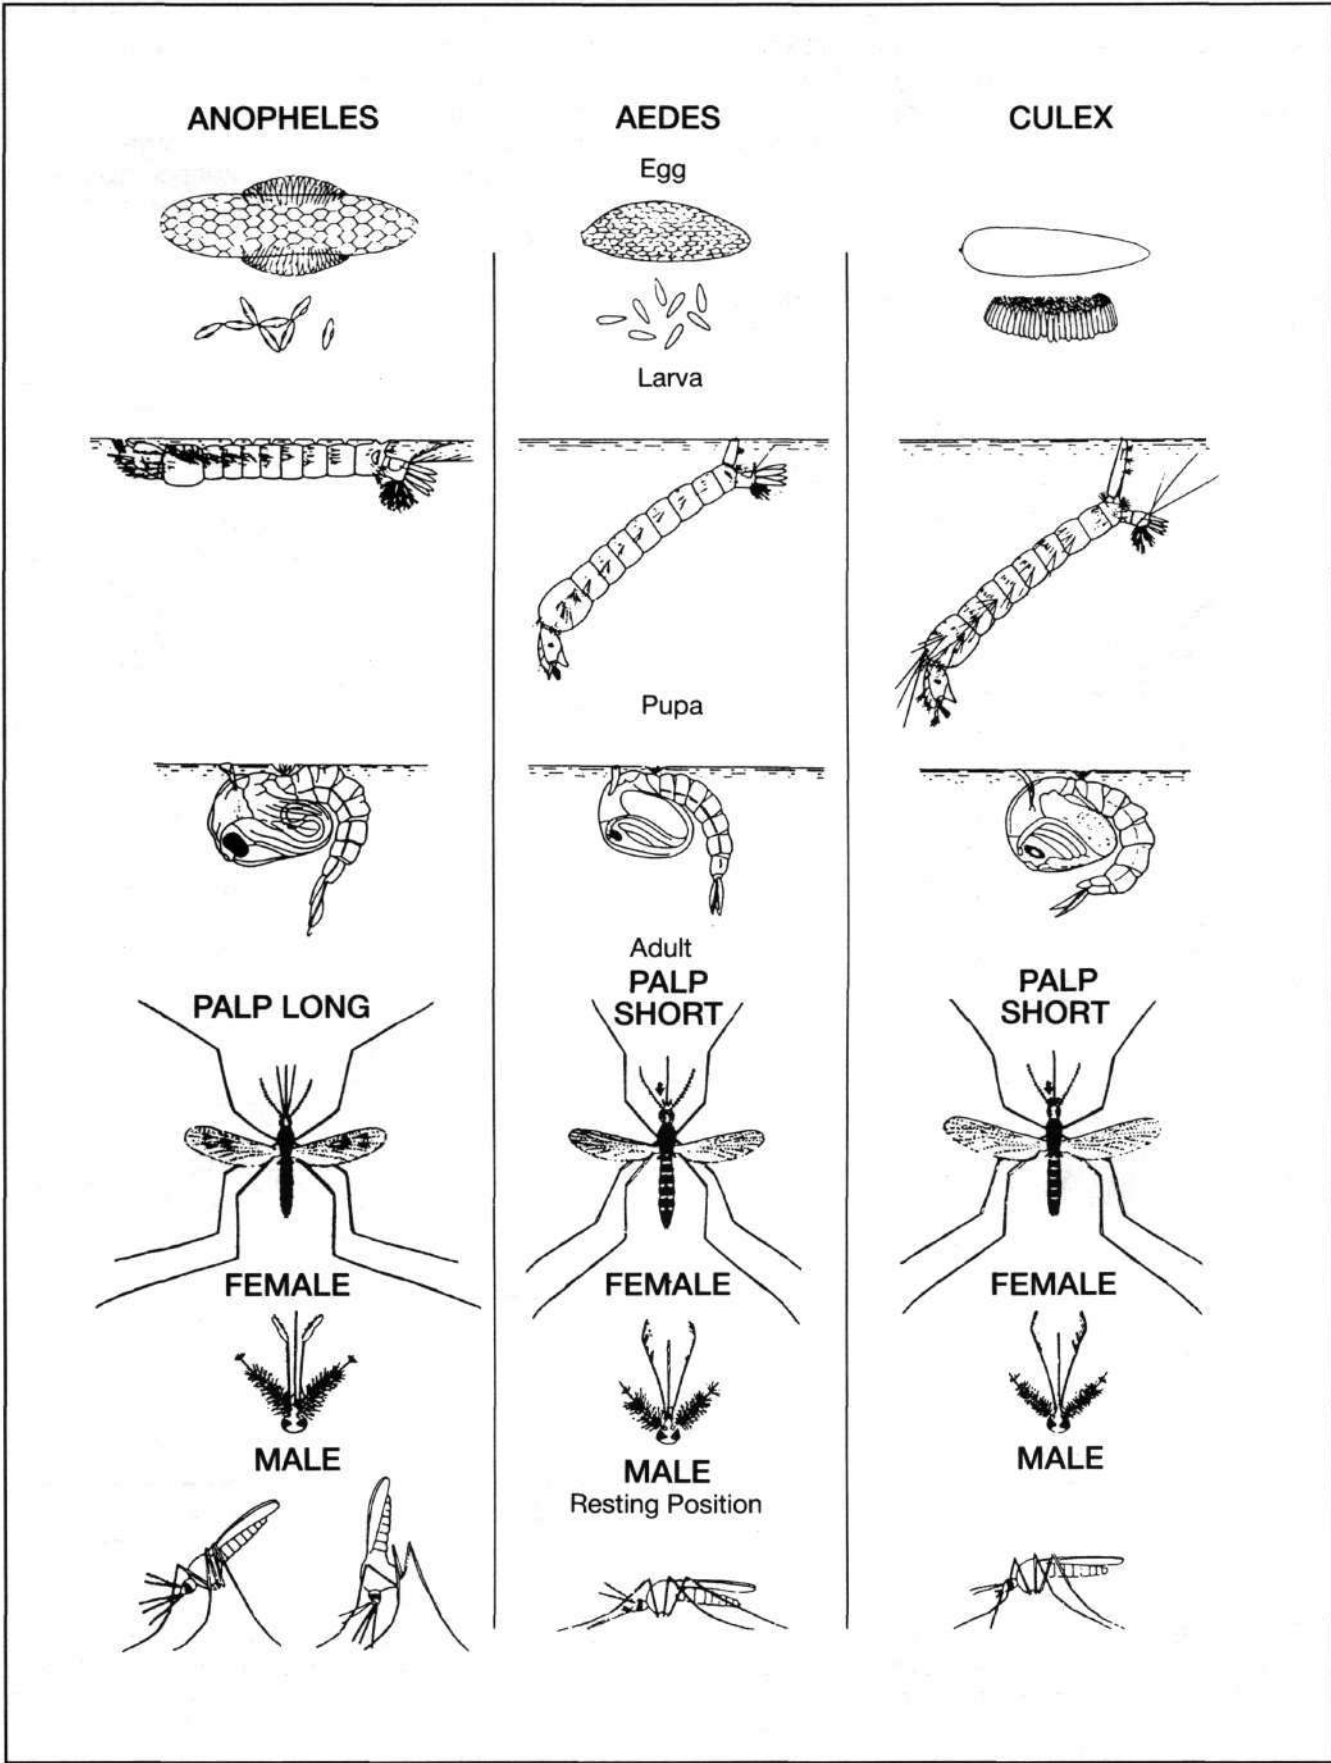 ANOPHELES
AEDES
CULEX
Egg
Larva
Pupa
Adult
PALP LONG
PALP
SHORT
PALP
SHORT
FEMALE
FEMALE
FEMALE
MALE
MALE
MALE
Resting Position